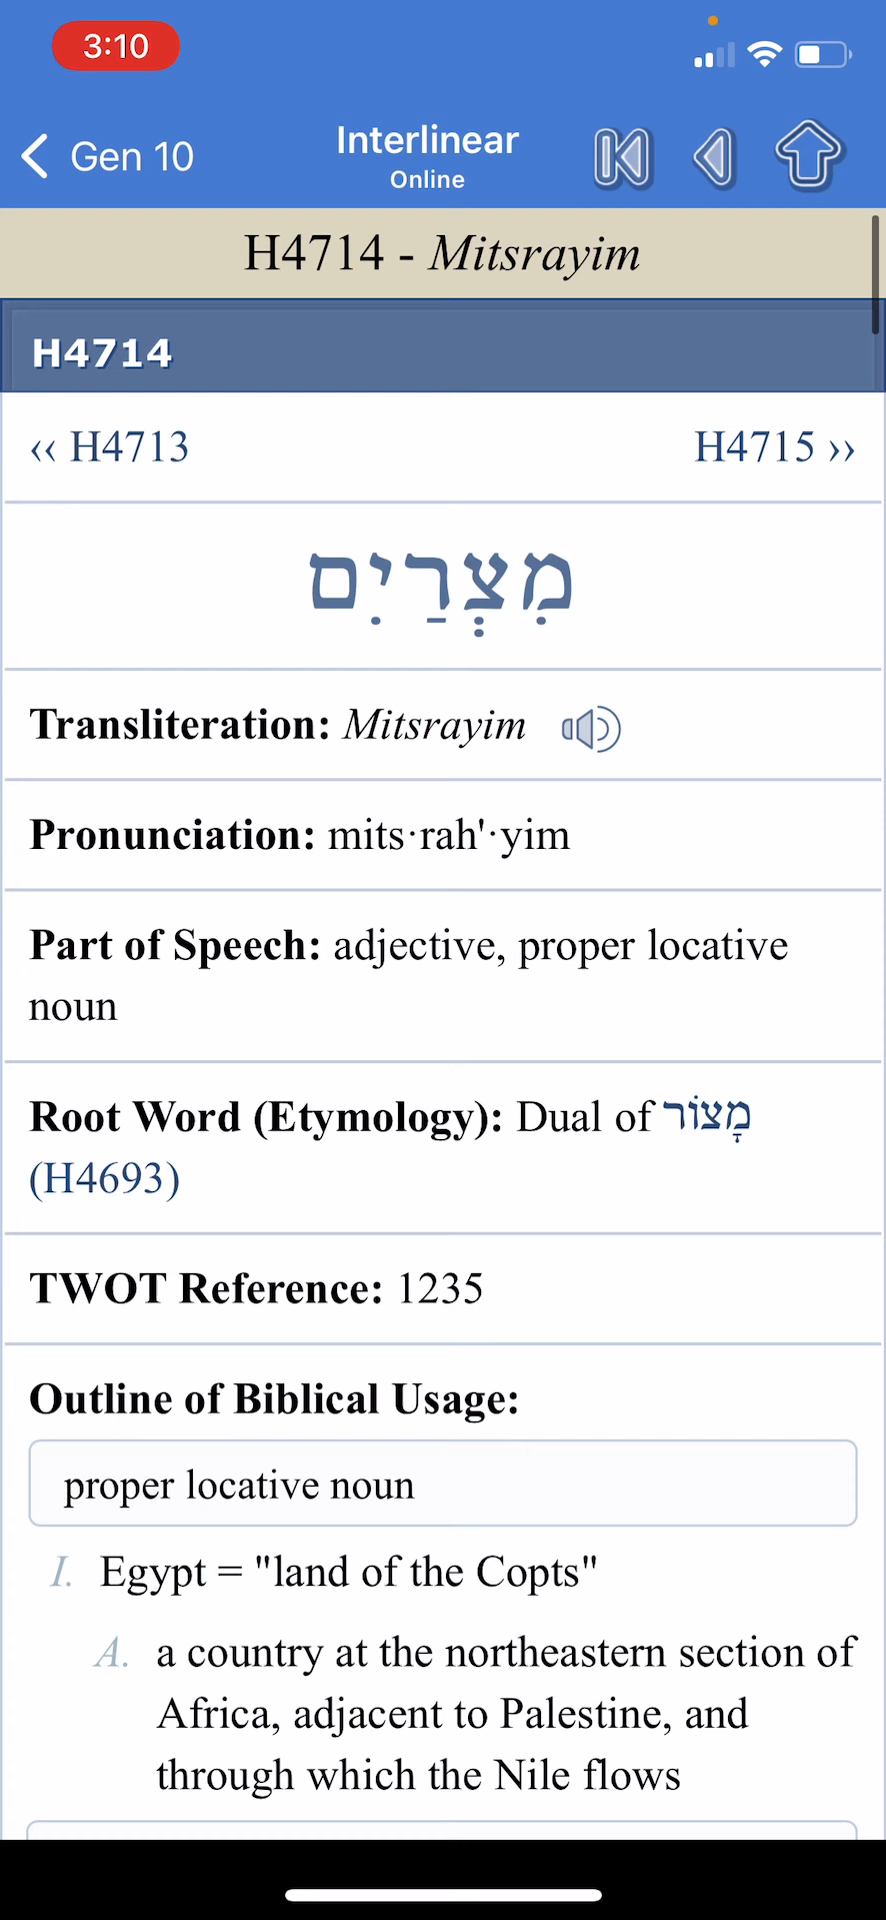 3:10
Gen 10
Interlinear
Online
H4714 - Mitsrayim
H4714
‹‹ H4713
H4715 ››
מִצְרַיִם
Transliteration: Mitsrayim
Pronunciation: mits·rah'·yim
Part of Speech: adjective, proper locative
noun
Root Word (Etymology): Dual of מָצוֹר
(H4693)
TWOT Reference: 1235
Outline of Biblical Usage:
proper locative noun
I. Egypt = "land of the Copts"
A. a country at the northeastern section of
Africa, adjacent to Palestine, and
through which the Nile flows